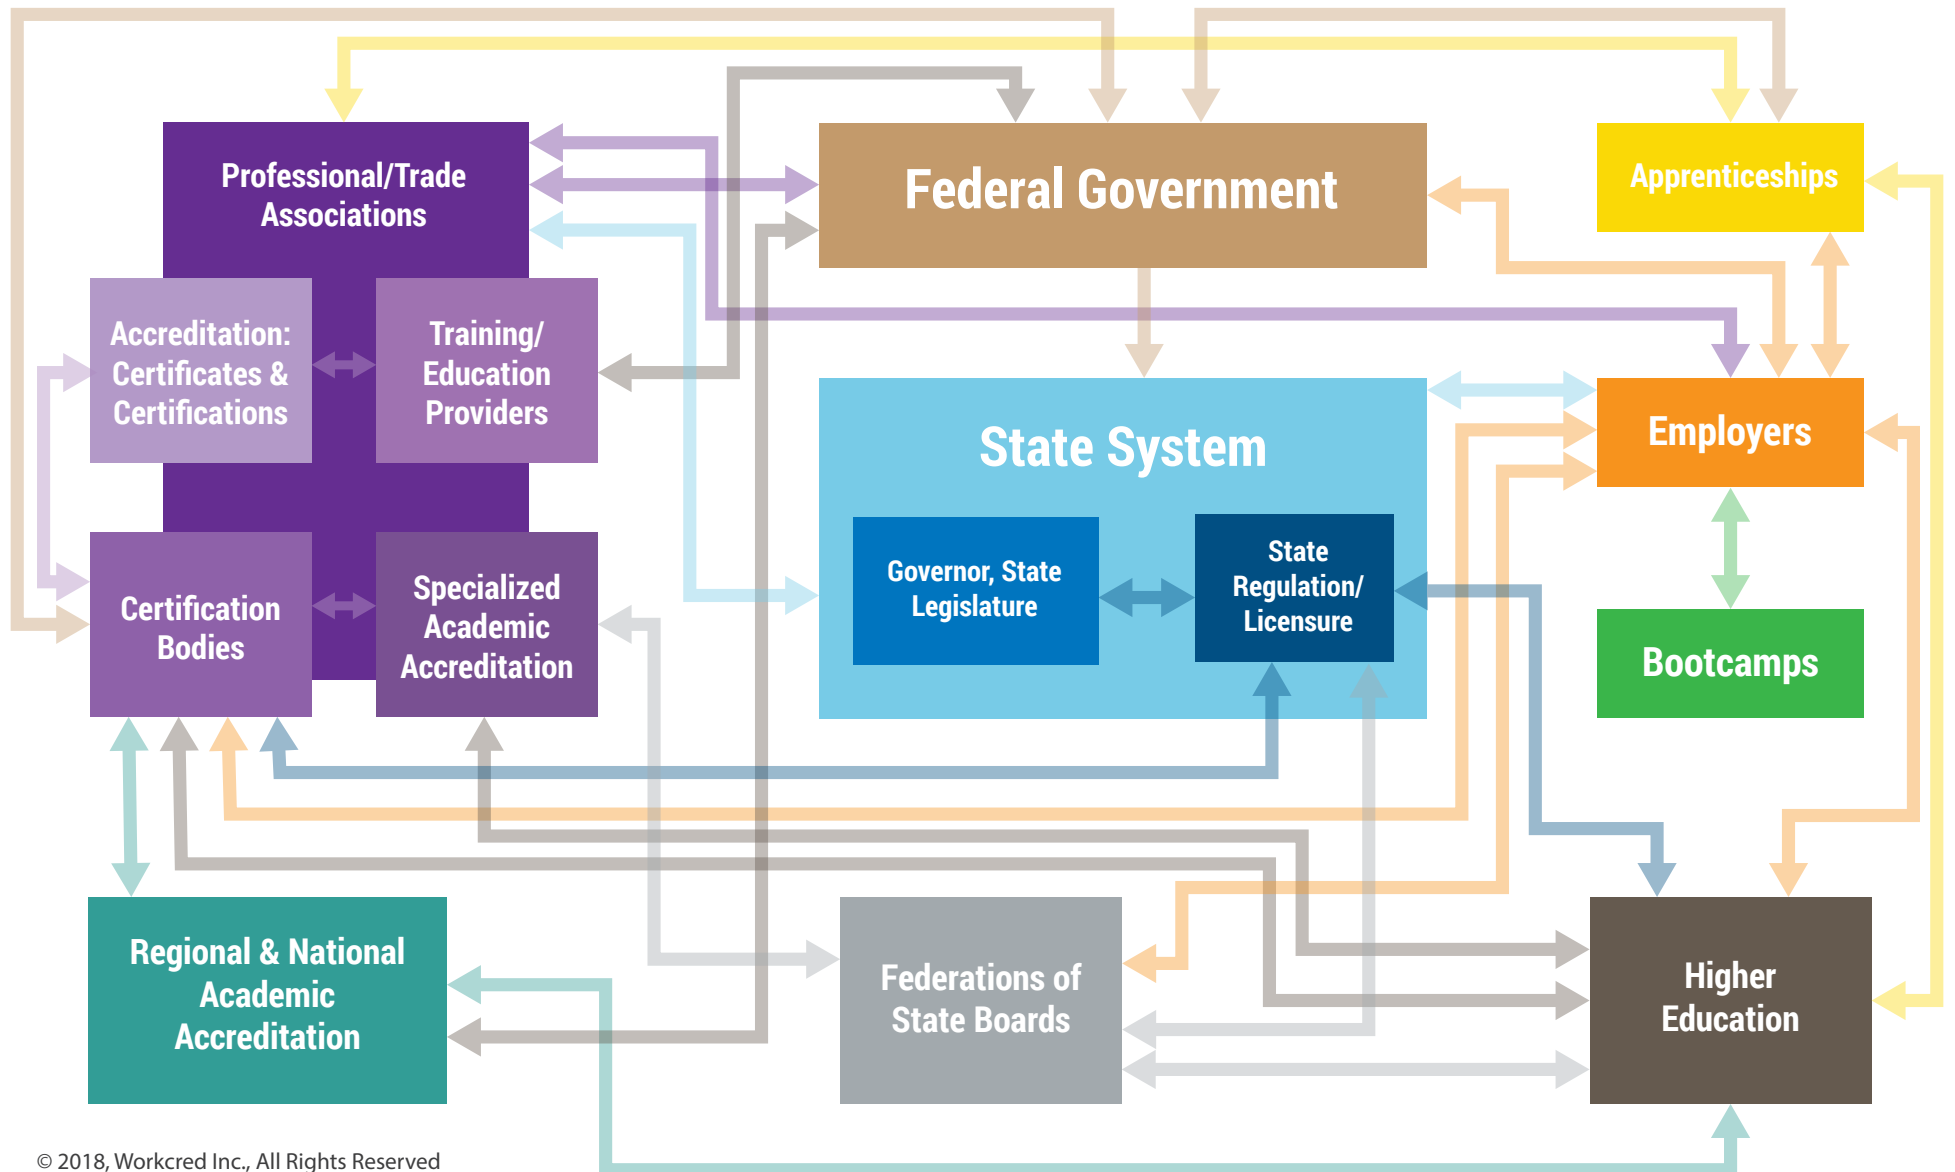 Professional/Trade
Associations
Federal Government
Apprenticeships
Accreditation:
Certificates &
Certifications
Training/
Education
Providers
State System
Employers
Governor, State
Legislature
State
Regulation/
Licensure
Certification
Bodies
Specialized
Academic
Accreditation
Bootcamps
Regional & National
Academic
Accreditation
Federations of
State Boards
Higher
Education
© 2018, Workcred Inc., All Rights Reserved